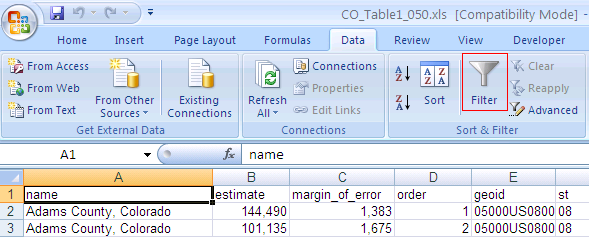 CO_Table1_050.xls [Compatibility Mode] -
Home Insert Page Layout Formulas Data Review View Developer
From Access
From Web
From Text
From Other Sources
Existing Connections
Get External Data
Refresh All
Connections
Properties
Edit Links
Connections
A Z
Z A
Sort
Filter
Clear
Reapply
Advanced
Sort & Filter
A1 fx name
A B C D E
1 name estimate margin_of_error order geoid st
2 Adams County, Colorado 144,490 1,383 1 05000US0800 08
3 Adams County, Colorado 101,135 1,675 2 05000US0800 08